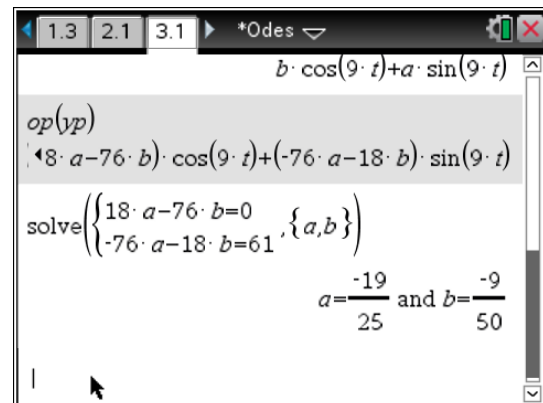 1.3 2.1 3.1 *Odes
b·cos(9·t)+a·sin(9·t)
op(yp)
8·a−76·b)·cos(9·t)+(-76·a−18·b)·sin(9·t)
solve({18·a−76·b=0
-76·a−18·b=61 ,{a,b})
a=-19/25 and b=-9/50